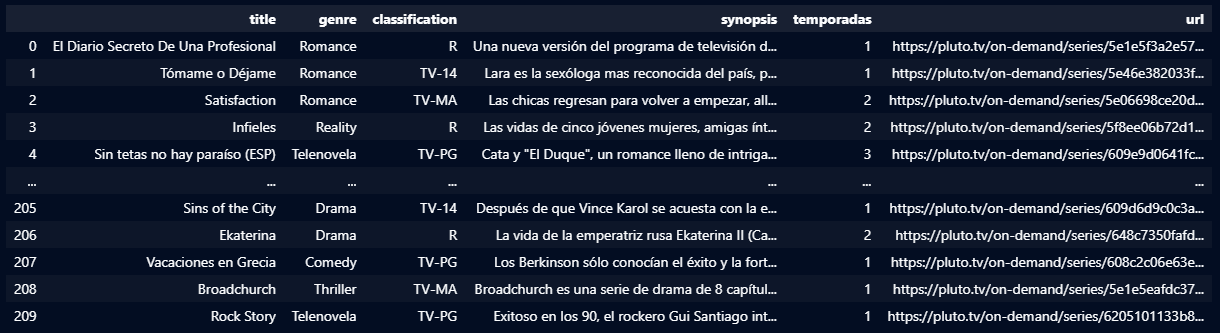 title genre classification synopsis temporadas url
0 El Diario Secreto De Una Profesional Romance R Una nueva versión del programa de televisión d... 1 https://pluto.tv/on-demand/series/5e1e5f3a2e57...
1 Tómame o Déjame Romance TV-14 Lara es la sexóloga mas reconocida del país, p... 1 https://pluto.tv/on-demand/series/5e46e382033f...
2 Satisfaction Romance TV-MA Las chicas regresan para volver a empezar, all... 2 https://pluto.tv/on-demand/series/5e06698ce20d...
3 Infieles Reality R Las vidas de cinco jóvenes mujeres, amigas ínt... 2 https://pluto.tv/on-demand/series/5f8ee06b72d1...
4 Sin tetas no hay paraíso (ESP) Telenovela TV-PG Cata y "El Duque", un romance lleno de intriga... 3 https://pluto.tv/on-demand/series/609e9d0641fc...
... ... ... ... ... ... ...
205 Sins of the City Drama TV-14 Después de que Vince Karol se acuesta con la e... 1 https://pluto.tv/on-demand/series/609d6d9c0c3a...
206 Ekaterina Drama R La vida de la emperatriz rusa Ekaterina II (Ca... 2 https://pluto.tv/on-demand/series/648c7350fafd...
207 Vacaciones en Grecia Comedy TV-PG Los Berkinson sólo conocían el éxito y la fort... 1 https://pluto.tv/on-demand/series/608c2c06e63e...
208 Broadchurch Thriller TV-MA Broadchurch es una serie de drama de 8 capítul... 1 https://pluto.tv/on-demand/series/5e1e5eafdc37...
209 Rock Story Telenovela TV-PG Exitoso en los 90, el rockero Gui Santiago int... 1 https://pluto.tv/on-demand/series/6205101133b8...